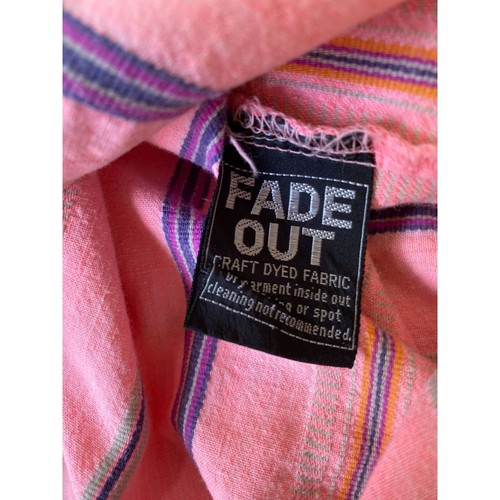 FADE
OUT
CRAFT DYED FABRIC
garment inside out
or spot
cleaning not recommended.